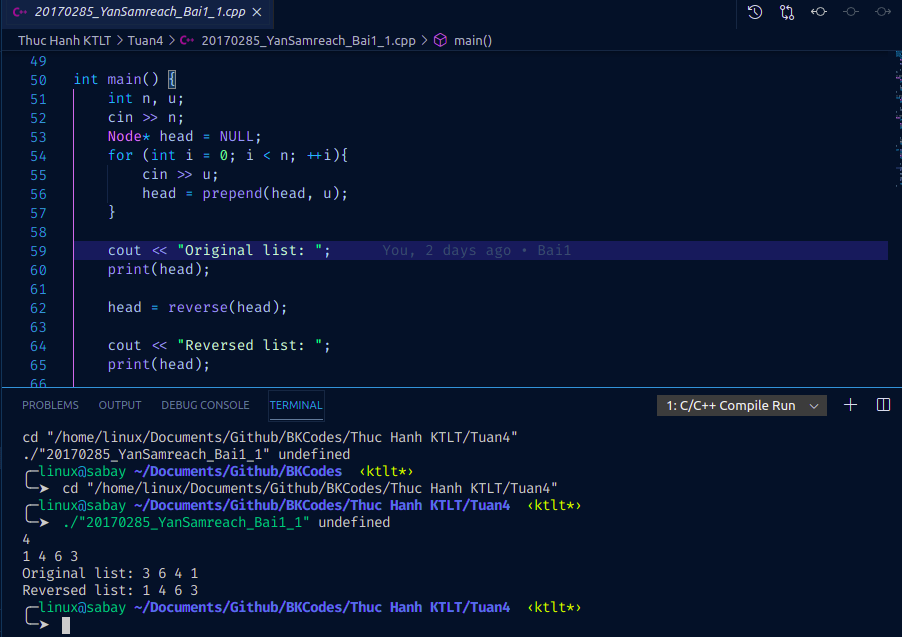 20170285_YanSamreach_Bai1_1.cpp
Thuc Hanh KTLT > Tuan4 > 20170285_YanSamreach_Bai1_1.cpp > main()
49
50 int main() {
51 int n, u;
52 cin >> n;
53 Node* head = NULL;
54 for (int i = 0; i < n; ++i){
55 cin >> u;
56 head = prepend(head, u);
57 }
58
59 cout << "Original list: "; You, 2 days ago • Bai1
60 print(head);
61
62 head = reverse(head);
63
64 cout << "Reversed list: ";
65 print(head);
66
PROBLEMS OUTPUT DEBUG CONSOLE TERMINAL 1: C/C++ Compile Run
cd "/home/linux/Documents/Github/BKCodes/Thuc Hanh KTLT/Tuan4"
./"20170285_YanSamreach_Bai1_1" undefined
linux@sabay ~/Documents/Github/BKCodes ‹ktlt*›
cd "/home/linux/Documents/Github/BKCodes/Thuc Hanh KTLT/Tuan4"
linux@sabay ~/Documents/Github/BKCodes/Thuc Hanh KTLT/Tuan4 ‹ktlt*›
./"20170285_YanSamreach_Bai1_1" undefined
4
1 4 6 3
Original list: 3 6 4 1
Reversed list: 1 4 6 3
linux@sabay ~/Documents/Github/BKCodes/Thuc Hanh KTLT/Tuan4 ‹ktlt*›